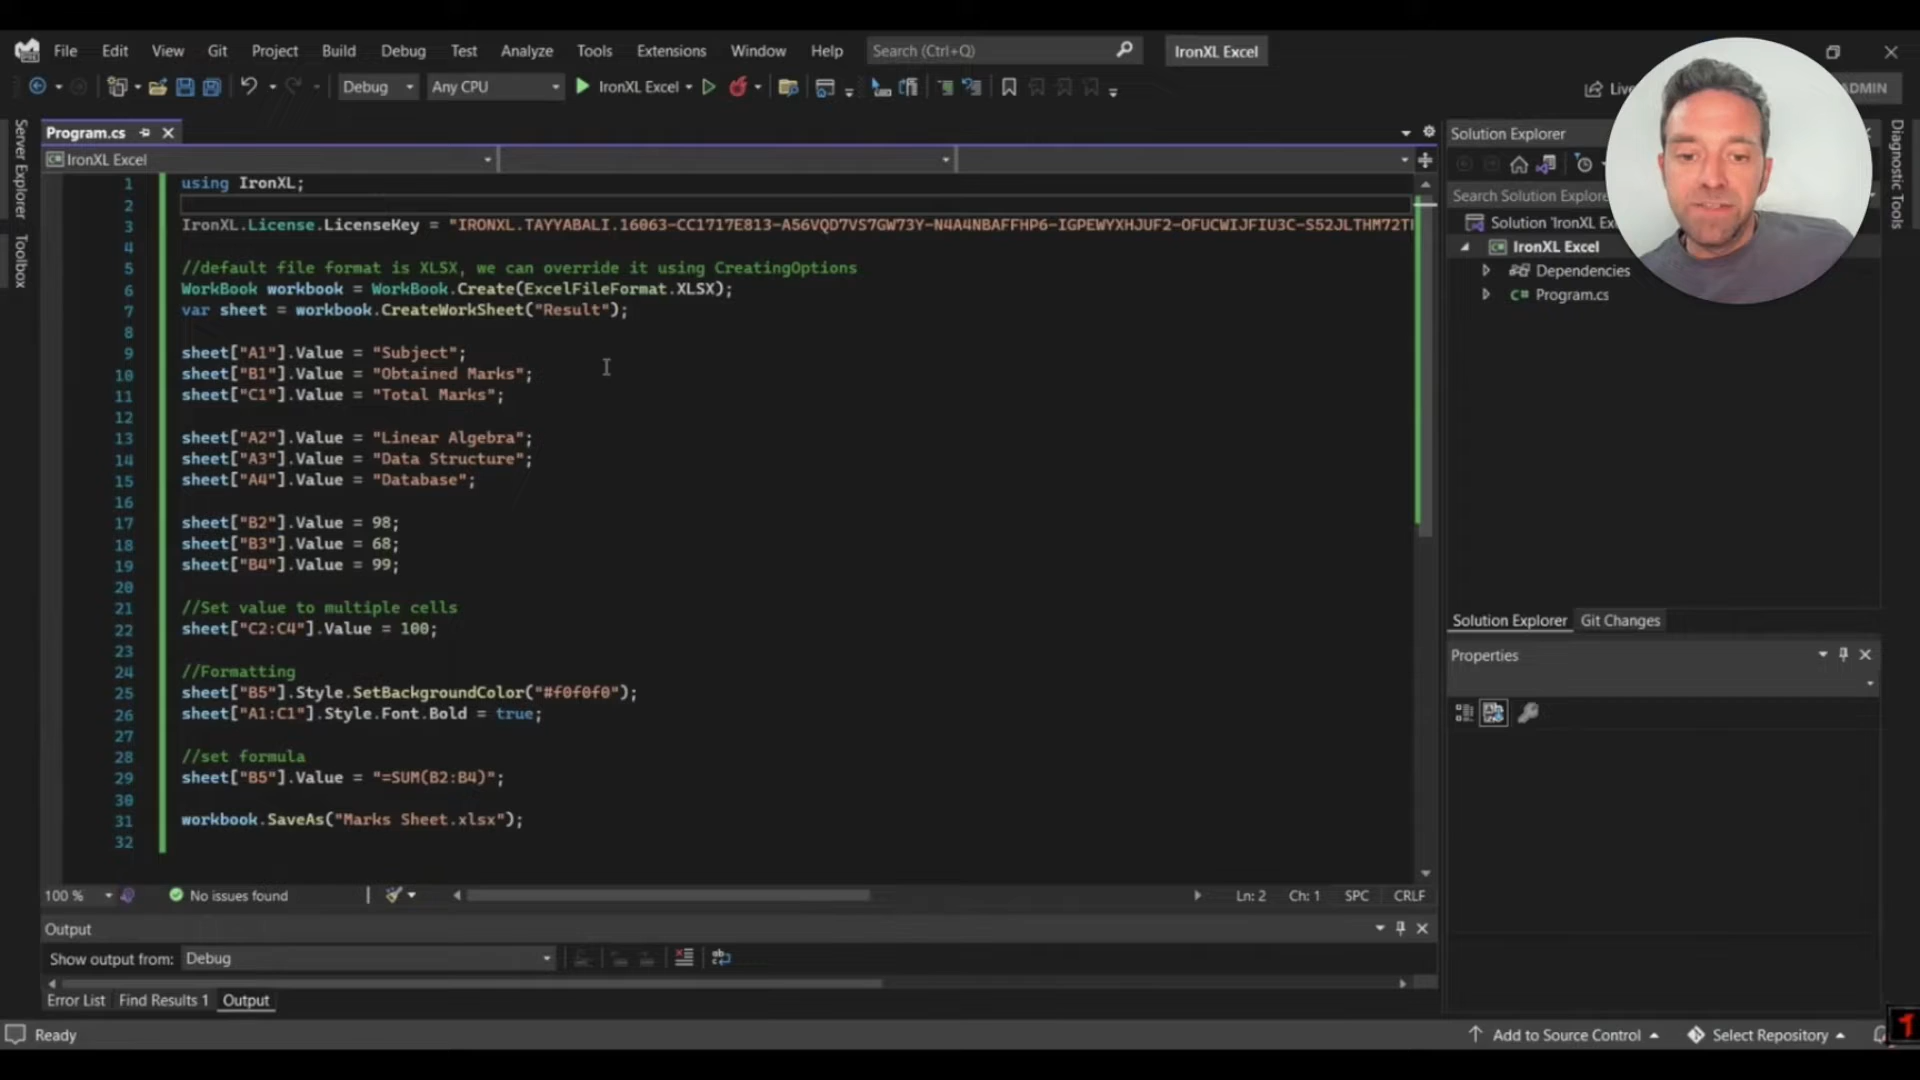 File Edit View Git Project Build Debug Test Analyze Tools Extensions Window Help Search (Ctrl+Q) IronXL Excel
Debug Any CPU IronXL Excel Live ADMIN
Program.cs
IronXL Excel
Server Explorer
Toolbox
1 using IronXL;
2
3 IronXL.License.LicenseKey = "IRONXL.TAYYABALI.16063-CC1717E813-A56VQD7VS7GW73Y-N4A4NBAFFHP6-IGPEWYXHJUF2-OFUCWIJFIU3C-S52JLTHM72T
4
5 //default file format is XLSX, we can override it using CreatingOptions
6 WorkBook workbook = WorkBook.Create(ExcelFileFormat.XLSX);
7 var sheet = workbook.CreateWorkSheet("Result");
8
9 sheet["A1"].Value = "Subject";
10 sheet["B1"].Value = "Obtained Marks";
11 sheet["C1"].Value = "Total Marks";
12
13 sheet["A2"].Value = "Linear Algebra";
14 sheet["A3"].Value = "Data Structure";
15 sheet["A4"].Value = "Database";
16
17 sheet["B2"].Value = 98;
18 sheet["B3"].Value = 68;
19 sheet["B4"].Value = 99;
20
21 //Set value to multiple cells
22 sheet["C2:C4"].Value = 100;
23
24 //Formatting
25 sheet["B5"].Style.SetBackgroundColor("#f0f0f0");
26 sheet["A1:C1"].Style.Font.Bold = true;
27
28 //set formula
29 sheet["B5"].Value = "=SUM(B2:B4)";
30
31 workbook.SaveAs("Marks Sheet.xlsx");
32
100 % No issues found Ln: 2 Ch: 1 SPC CRLF
Output
Show output from: Debug
Error List Find Results 1 Output
Ready Add to Source Control Select Repository 1
Solution Explorer
Search Solution Explorer
Solution 'IronXL Ex
IronXL Excel
Dependencies
C# Program.cs
Solution Explorer Git Changes
Properties
Diagnostic Tools